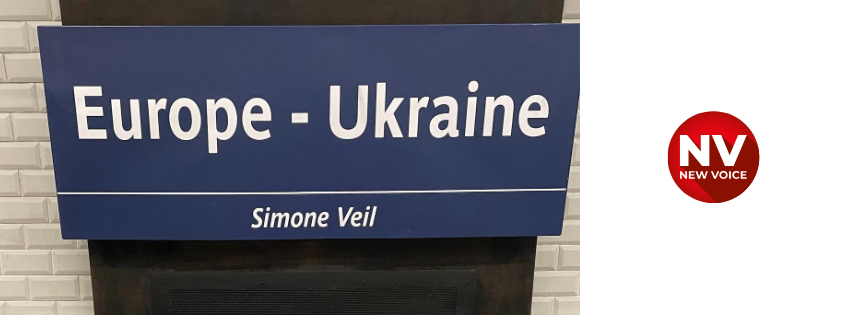 Europe - Ukraine
Simone Veil
NV
NEW VOICE